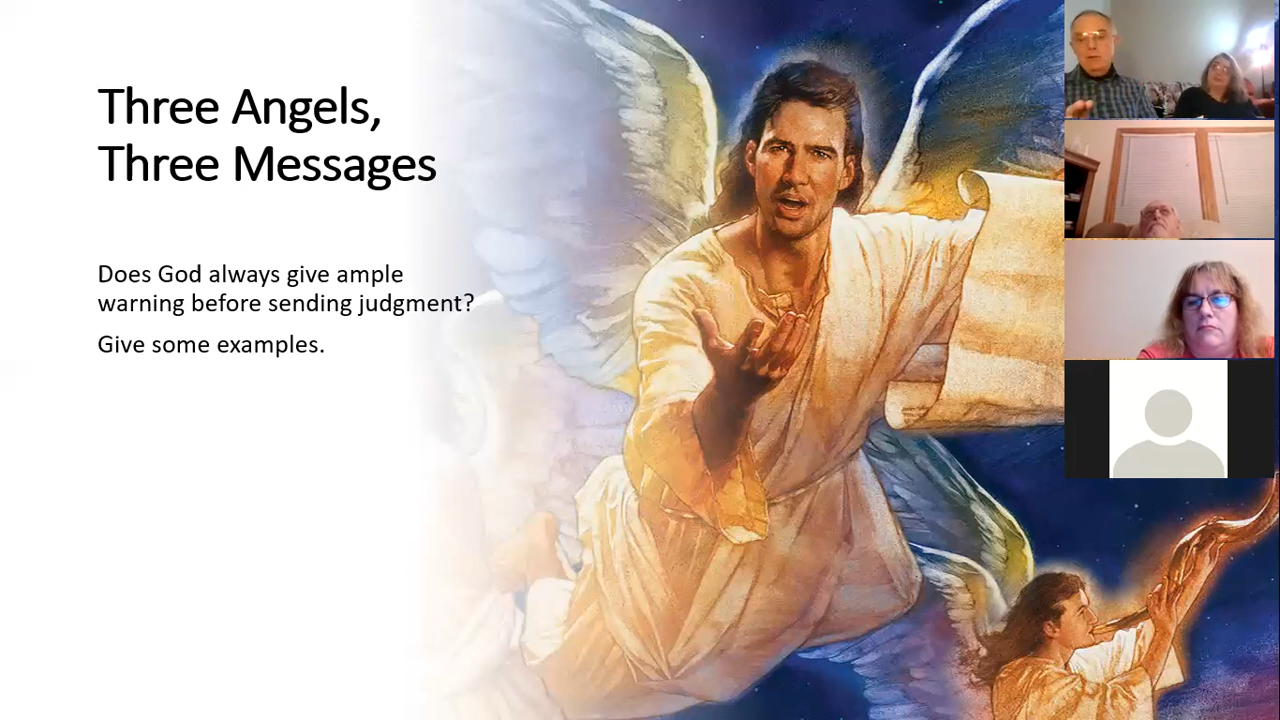 Three Angels,
Three Messages
Does God always give ample
warning before sending judgment?
Give some examples.